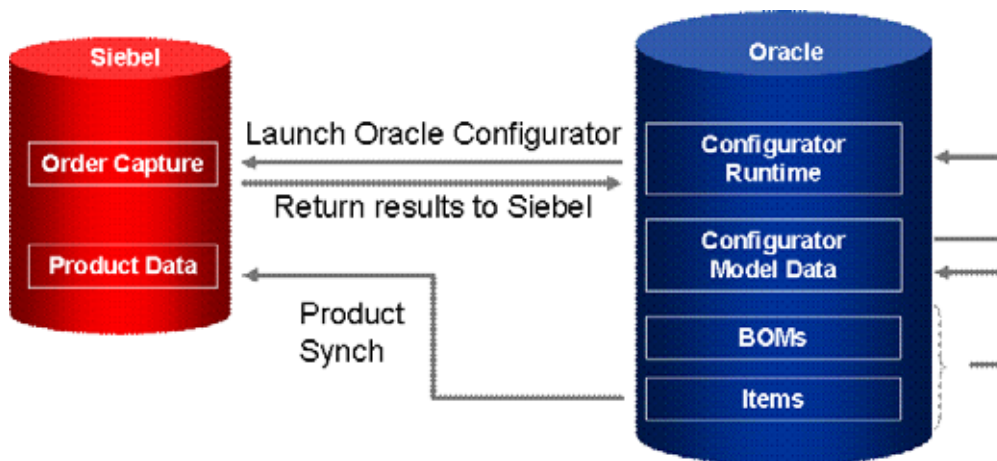 Siebel
Order Capture
Product Data
Launch Oracle Configurator
Return results to Siebel
Product
Synch
Oracle
Configurator
Runtime
Configurator
Model Data
BOMs
Items